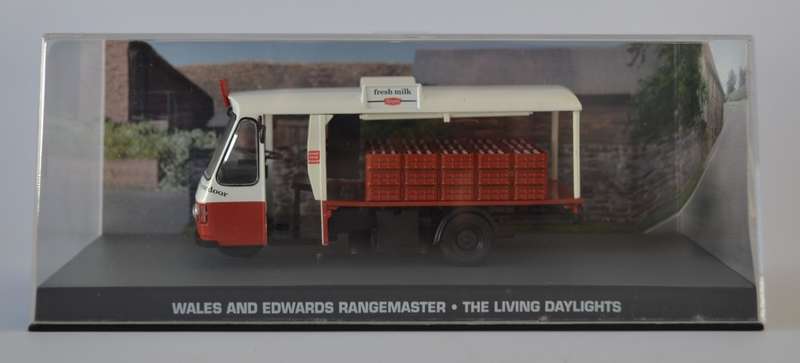 fresh milk
door
WALES AND EDWARDS RANGEMASTER • THE LIVING DAYLIGHTS